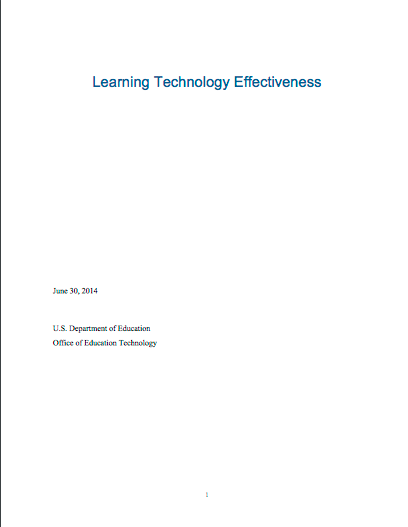 Learning Technology Effectiveness
June 30, 2014
U.S. Department of Education
Office of Education Technology
1